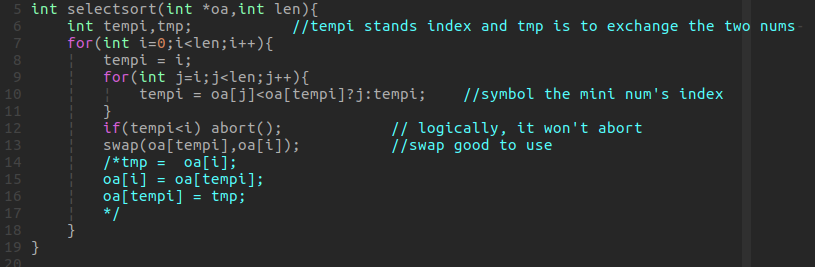 5 int selectsort(int *oa,int len){
6     int tempi,tmp;           //tempi stands index and tmp is to exchange the two nums-
7     for(int i=0;i<len;i++){
8         tempi = i;
9         for(int j=i;j<len;j++){
10             tempi = oa[j]<oa[tempi]?j:tempi;    //symbol the mini num's index
11         }
12         if(tempi<i) abort();            // logically, it won't abort
13         swap(oa[tempi],oa[i]);          //swap good to use
14         /*tmp =  oa[i];
15         oa[i] = oa[tempi];
16         oa[tempi] = tmp;
17         */
18     }
19 }
20